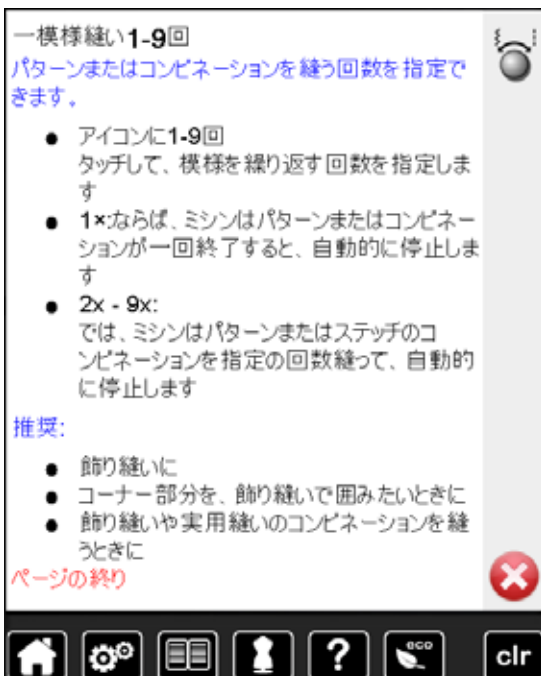 一模様縫い1-9回
パターンまたはコンビネーションを縫う回数を指定で
きます。
● アイコンに1-9回
タッチして、模様を繰り返す回数を指定しま
す
● 1×:ならば、ミシンはパターンまたはコンビネー
ションが一回終了すると、自動的に停止しま
す
● 2x - 9x:
では、ミシンはパターンまたはステッチのコ
ンビネーションを指定の回数縫って、自動的
に停止します
推奨:
● 飾り縫いに
● コーナー部分を、飾り縫いで囲みたいときに
● 飾り縫いや実用縫いのコンビネーションを縫
うときに
ページの終り
? eco clr